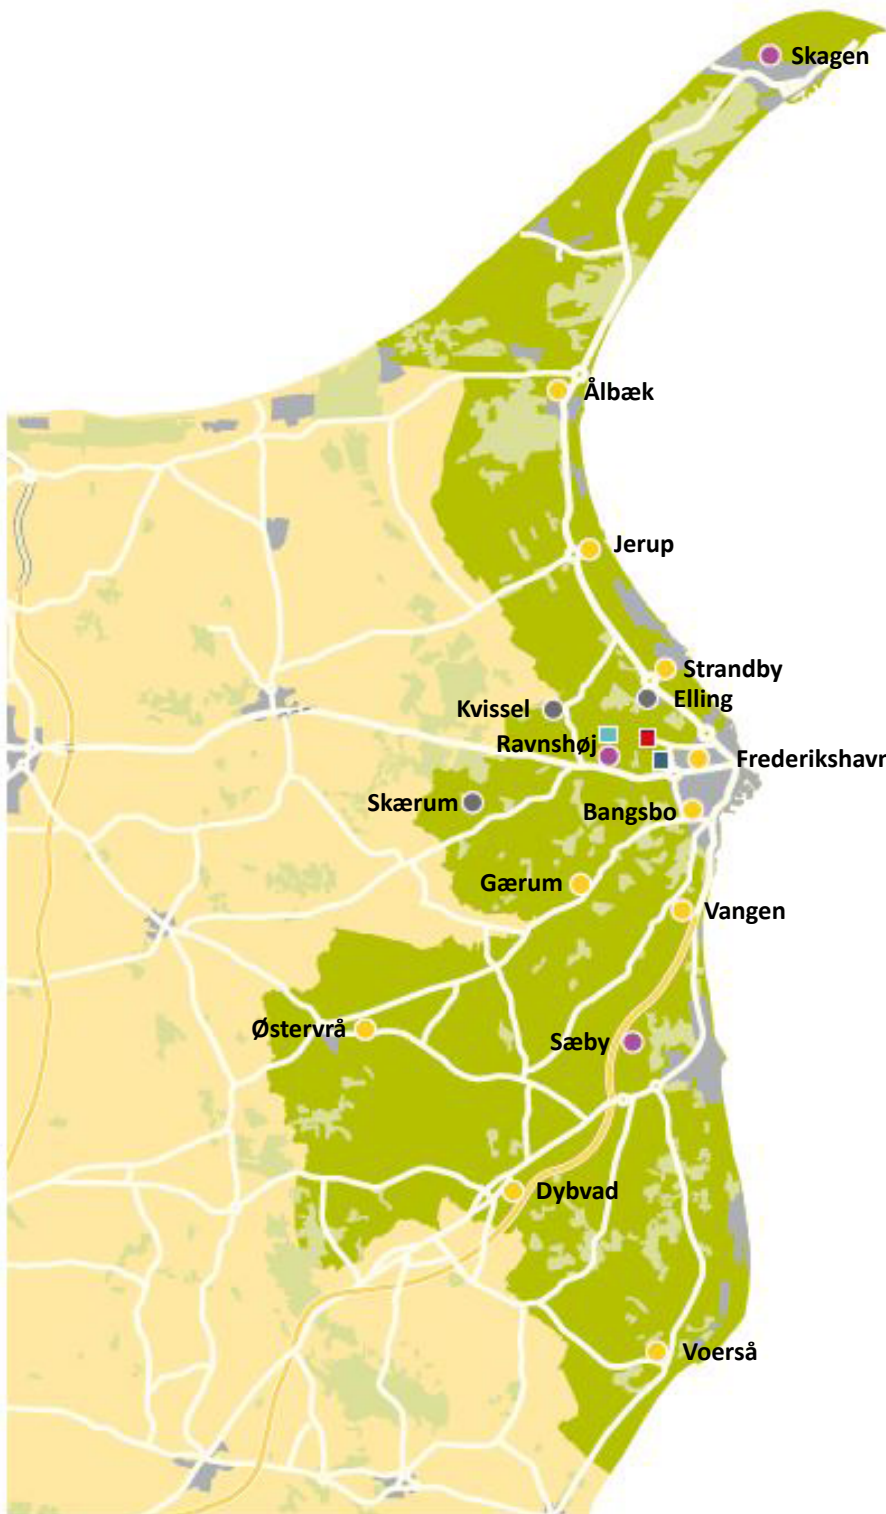 Skagen
Ålbæk
Jerup
Strandby
Elling
Kvissel
Ravnshøj
Frederikshavn
Skærum
Bangsbo
Gærum
Vangen
Østervrå
Sæby
Dybvad
Voerså